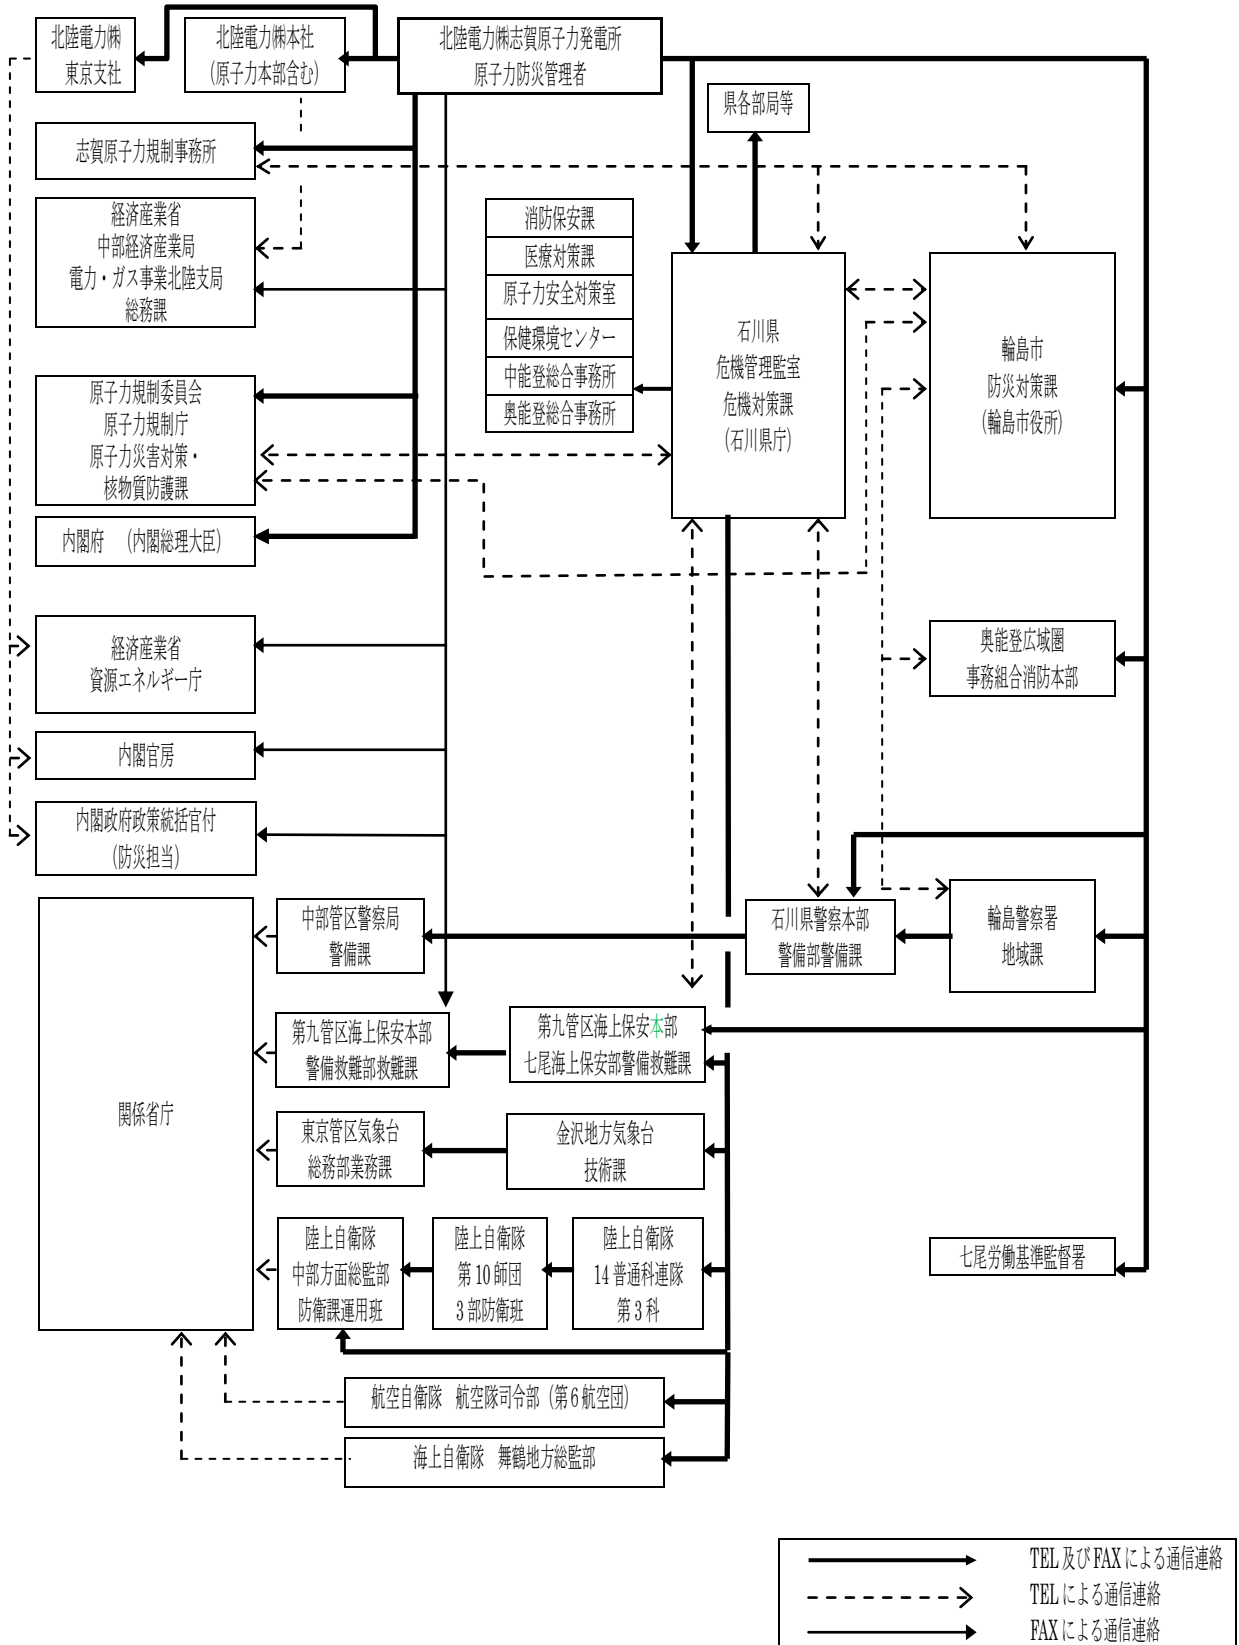 北陸電力㈱
東京支社
北陸電力㈱本社
(原子力本部含む)
北陸電力㈱志賀原子力発電所
原子力防災管理者
県各部局等
志賀原子力規制事務所
経済産業省
中部経済産業局
電力・ガス事業北陸支局
総務課
消防保安課
医療対策課
原子力安全対策室
保健環境センター
中能登総合事務所
奥能登総合事務所
石川県
危機管理監室
危機対策課
(石川県庁)
輪島市
防災対策課
(輪島市役所)
原子力規制委員会
原子力規制庁
原子力災害対策・
核物質防護課
内閣府 (内閣総理大臣)
経済産業省
資源エネルギー庁
奥能登広域圏
事務組合消防本部
内閣官房
内閣政府政策統括官付
(防災担当)
中部管区警察局
警備課
石川県警察本部
警備部警備課
輪島警察署
地域課
第九管区海上保安本部
警備救難部救難課
第九管区海上保安本部
七尾海上保安部警備救難課
関係省庁
東京管区気象台
総務部業務課
金沢地方気象台
技術課
陸上自衛隊
中部方面総監部
防衛課運用班
陸上自衛隊
第10師団
3部防衛班
陸上自衛隊
14普通科連隊
第3科
七尾労働基準監督署
航空自衛隊 航空隊司令部 (第6航空団)
海上自衛隊 舞鶴地方総監部
TEL及びFAXによる通信連絡
TELによる通信連絡
FAXによる通信連絡